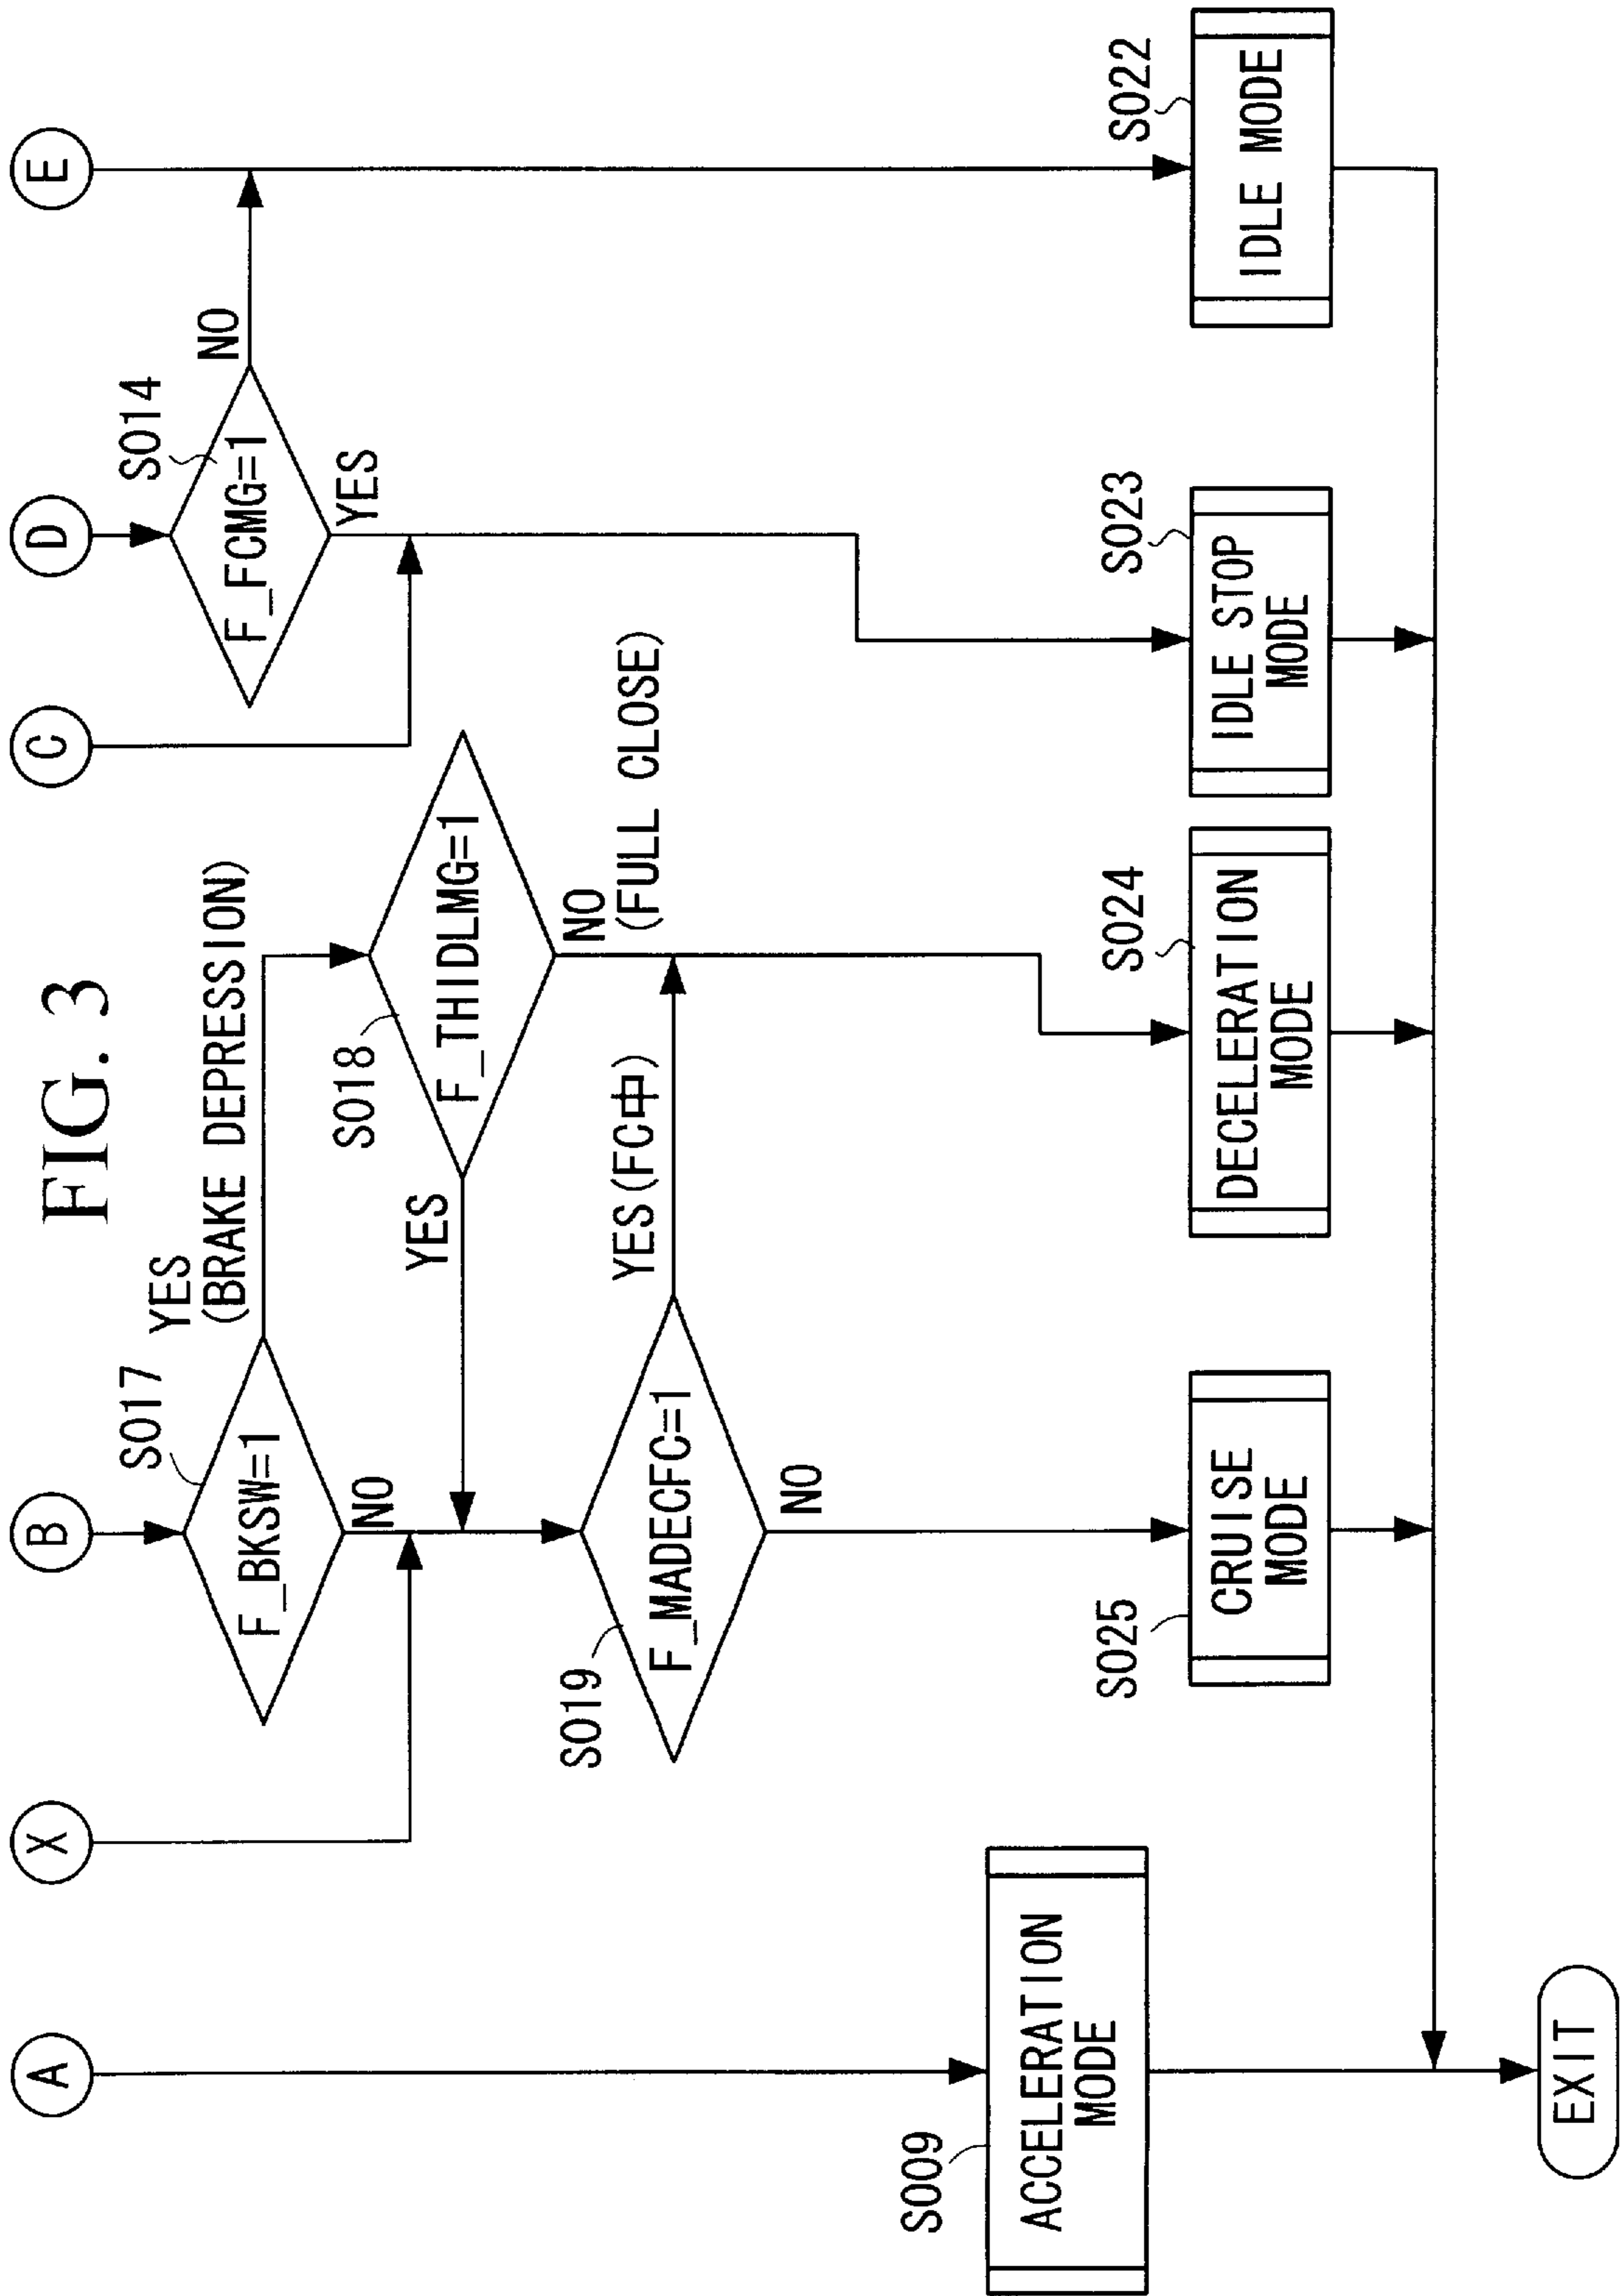 FIG. 3
A
X
B
C
D
E
S017
F_BKSW=1
YES
(BRAKE DEPRESSION)
NO
S014
F_FCMG=1
NO
YES
S018
F_THIDLMG=1
YES
NO
(FULL CLOSE)
S019
F_MADECFC=1
YES(FC中)
NO
S009
ACCELERATION
MODE
S025
CRUISE
MODE
S024
DECELERATION
MODE
S023
IDLE STOP
MODE
S022
IDLE MODE
EXIT